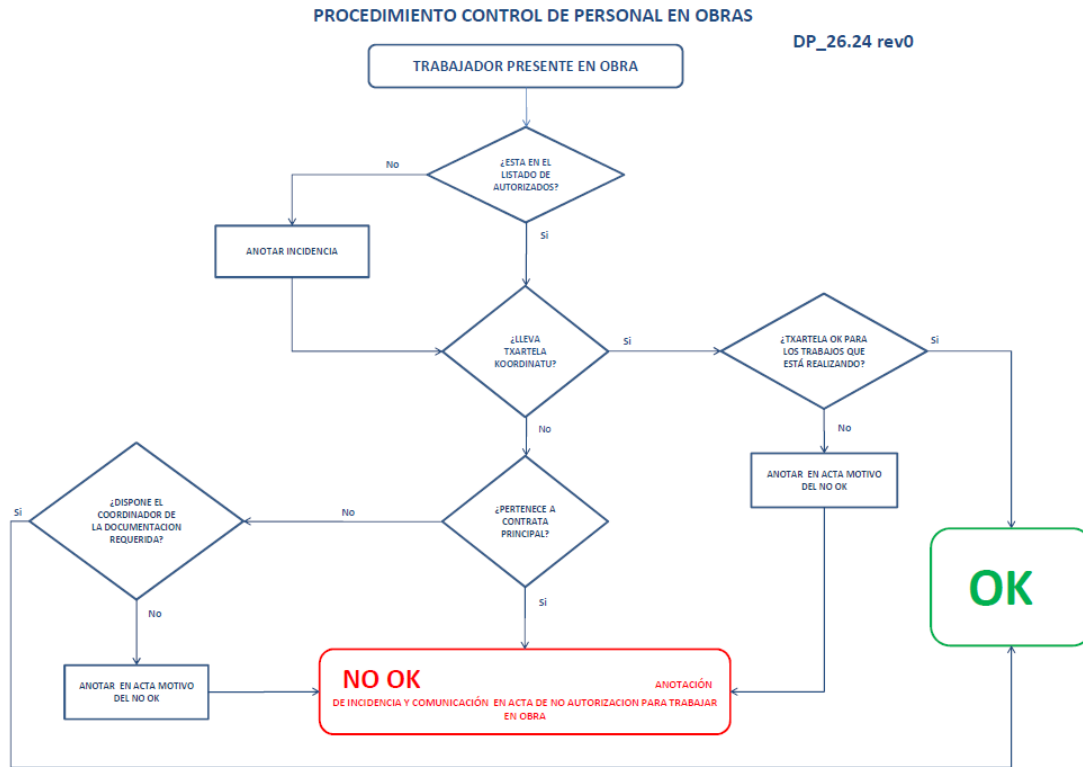 PROCEDIMIENTO CONTROL DE PERSONAL EN OBRAS
DP_26.24 rev0
TRABAJADOR PRESENTE EN OBRA
¿ESTA EN EL
LISTADO DE
AUTORIZADOS?
No
Si
ANOTAR INCIDENCIA
¿LLEVA
TXARTELA
KOORDINATU?
Si
¿TXARTELA OK PARA
LOS TRABAJOS QUE
ESTÁ REALIZANDO?
Si
No
No
ANOTAR EN ACTA MOTIVO
DEL NO OK
¿PERTENECE A
CONTRATA
PRINCIPAL?
No
Si
¿DISPONE EL
COORDINADOR DE
LA DOCUMENTACION
REQUERIDA?
Si
No
ANOTAR EN ACTA MOTIVO
DEL NO OK
OK
NO OK ANOTACIÓN
DE INCIDENCIA Y COMUNICACIÓN EN ACTA DE NO AUTORIZACION PARA TRABAJAR
EN OBRA